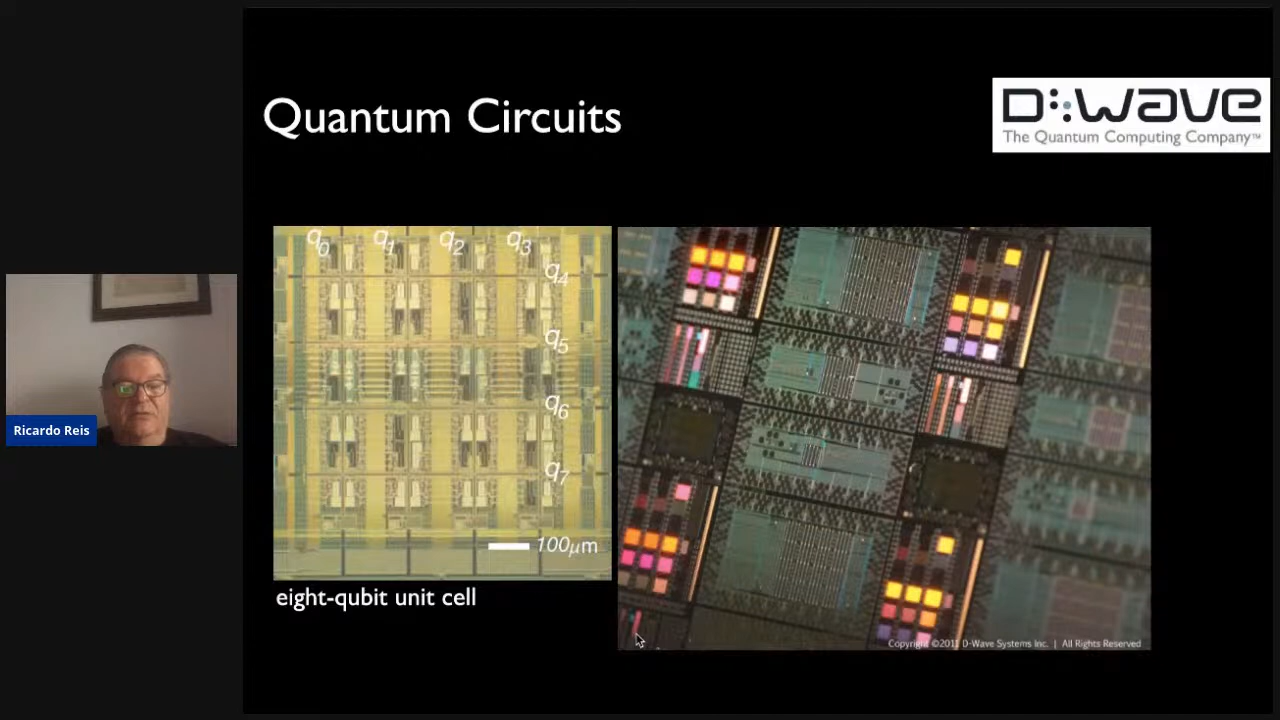 Quantum Circuits
D:Wave
The Quantum Computing Company™
q0 q1 q2 q3
q4
q5
q6
q7
100μm
eight-qubit unit cell
Copyright ©2011 D-Wave Systems Inc. | All Rights Reserved
Ricardo Reis